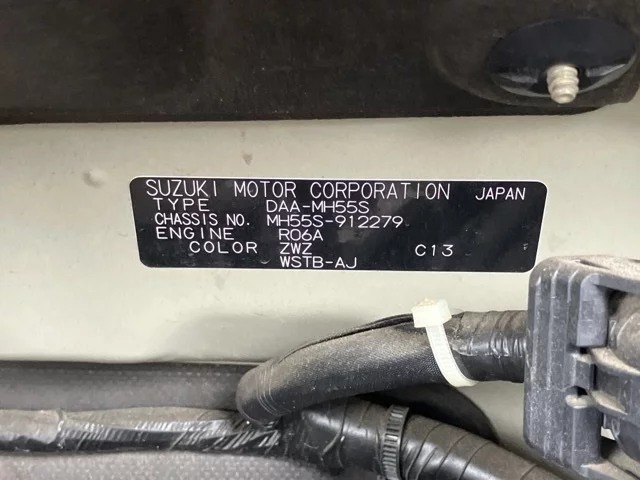 SUZUKI MOTOR CORPORATION JAPAN
TYPE DAA-MH55S
CHASSIS NO. MH55S-912279
ENGINE R06A
COLOR ZWZ C13
WSTB-AJ